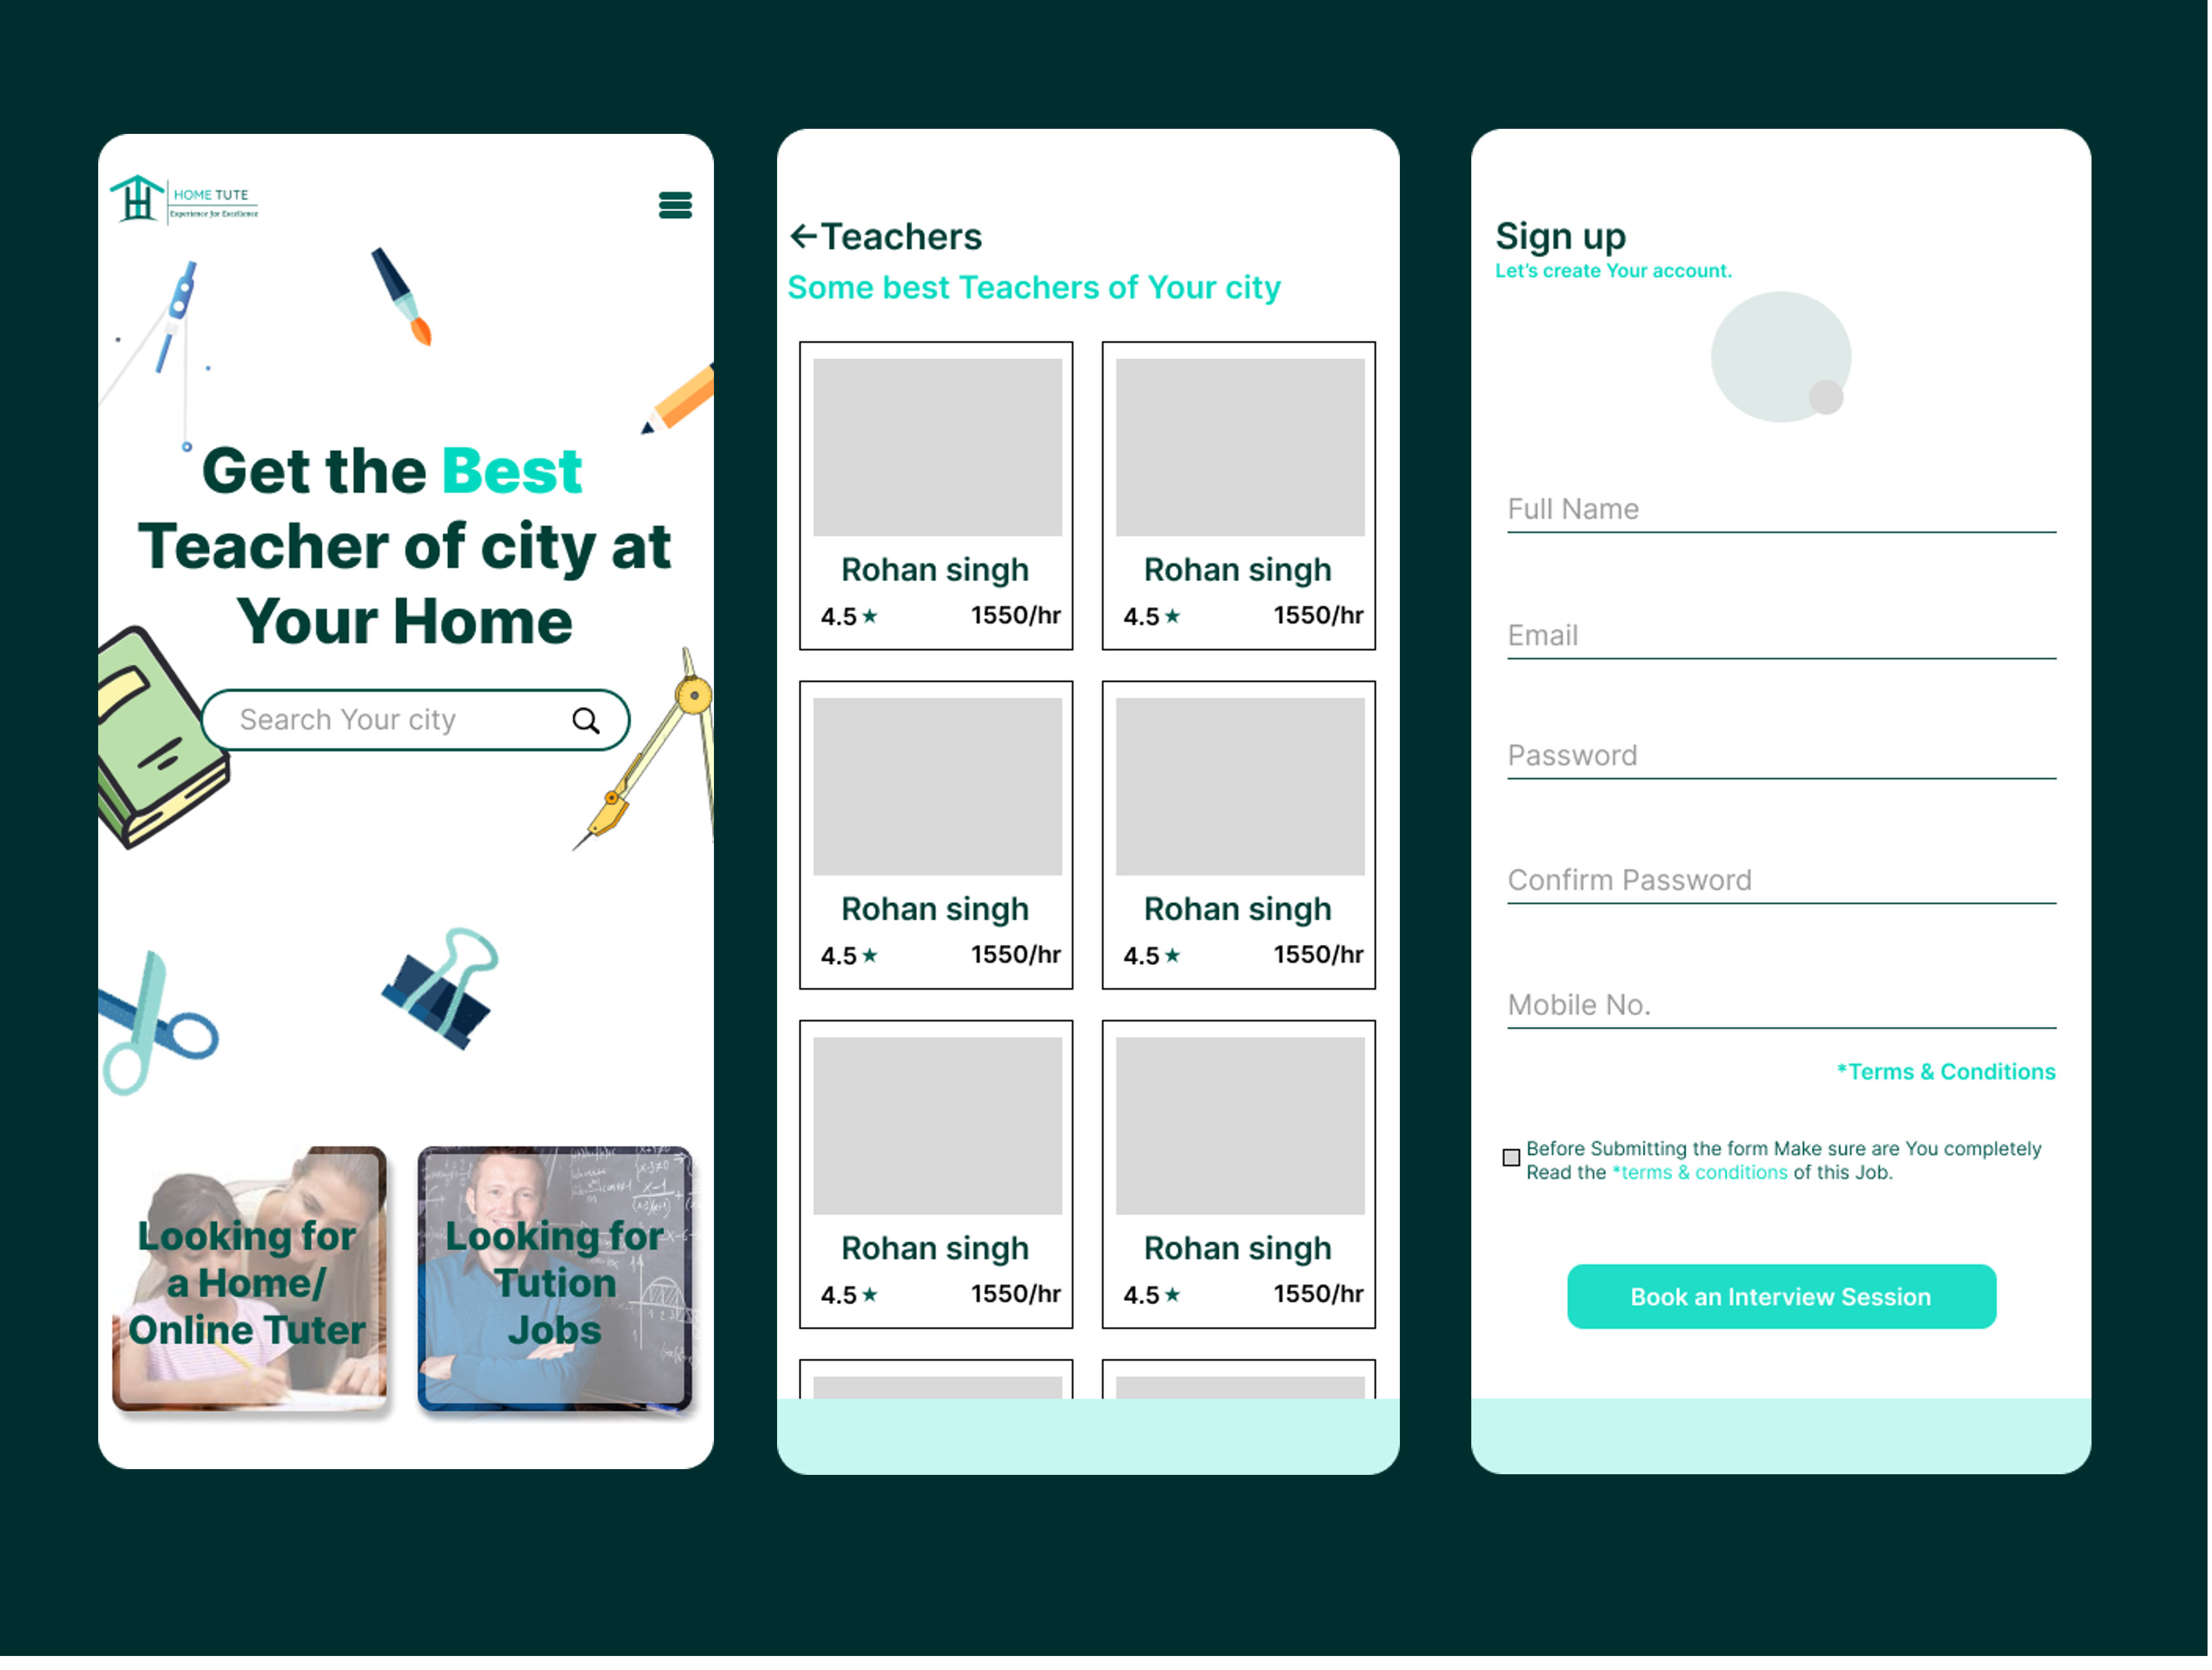 HOME TUTE
Experience for Excellence
Get the Best
Teacher of city at
Your Home
Search Your city
Looking for
a Home/
Online Tuter
Looking for
Tution
Jobs
←Teachers
Some best Teachers of Your city
Rohan singh
4.5★ 1550/hr
Rohan singh
4.5★ 1550/hr
Rohan singh
4.5★ 1550/hr
Rohan singh
4.5★ 1550/hr
Rohan singh
4.5★ 1550/hr
Rohan singh
4.5★ 1550/hr
Sign up
Let's create Your account.
Full Name
Email
Password
Confirm Password
Mobile No.
*Terms & Conditions
Before Submitting the form Make sure are You completely
Read the *terms & conditions of this Job.
Book an Interview Session